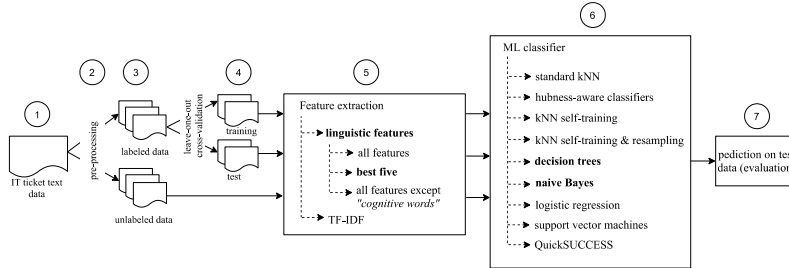 1
2
3
4
5
6
7
IT ticket text
data
pre-processing
labeled data
unlabeled data
leave-one-out
cross-validation
training
test
Feature extraction
linguistic features
all features
best five
all features except
"cognitive words"
TF-IDF
ML classifier
standard kNN
hubness-aware classifiers
kNN self-training
kNN self-training & resampling
decision trees
naive Bayes
logistic regression
support vector machines
QuickSUCCESS
pediction on tes
data (evaluation